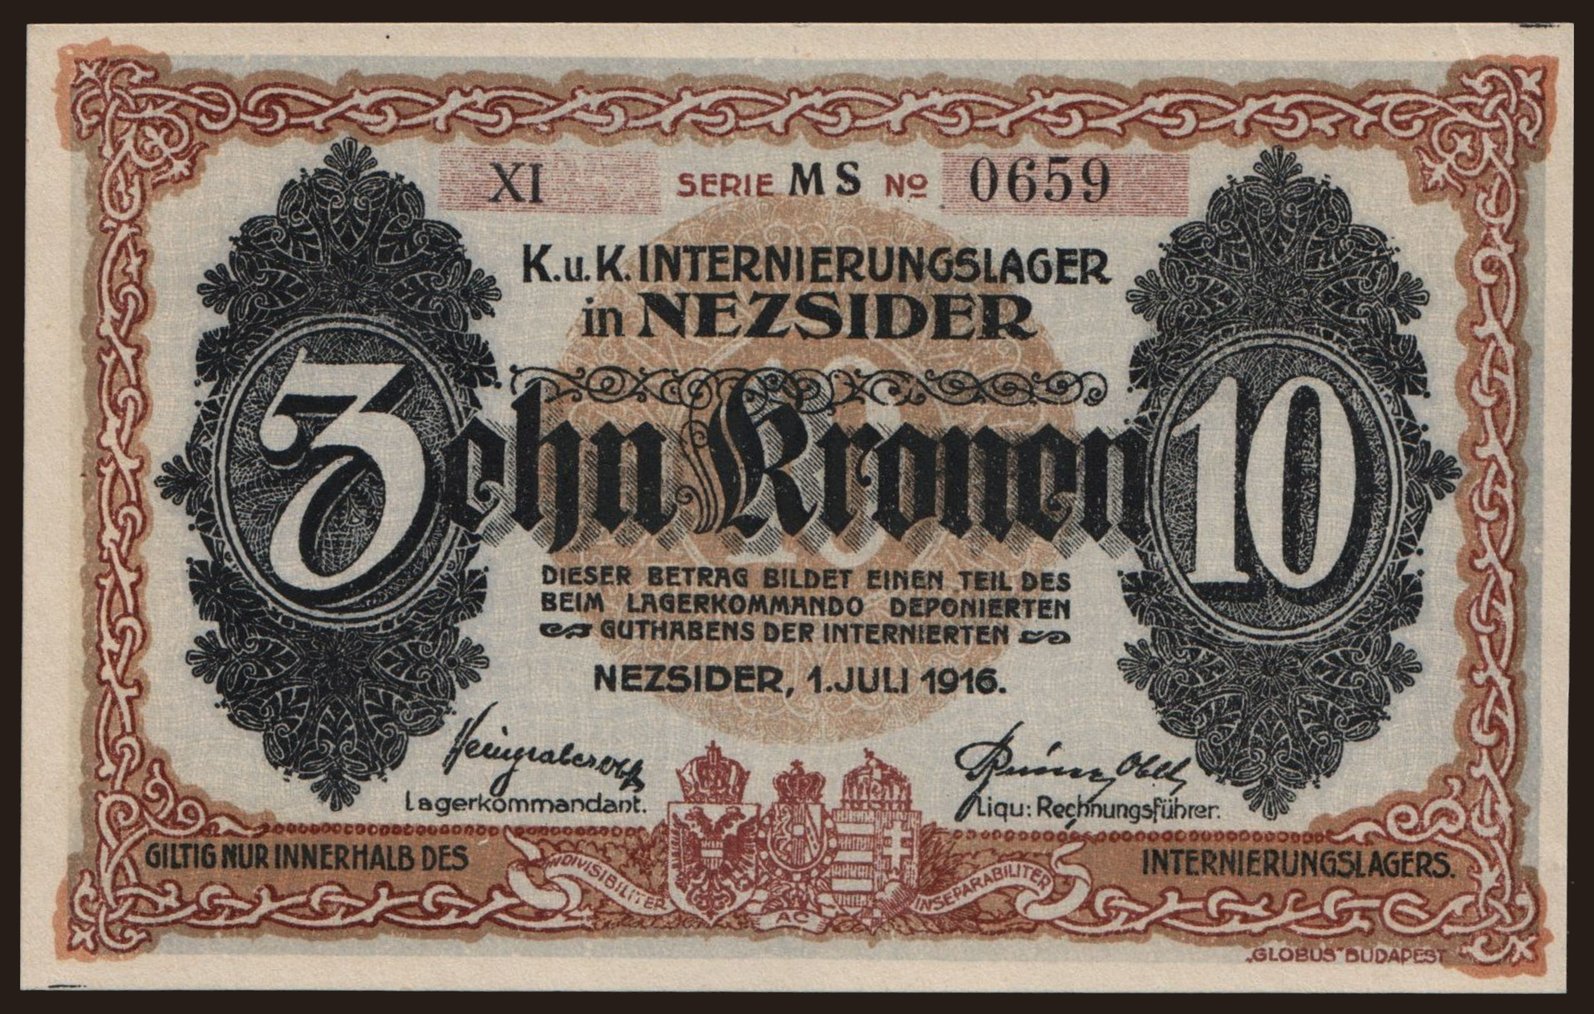 XI SERIE MS No 0659
K.u.K. INTERNIERUNGSLAGER
in NEZSIDER
Zehn Kronen 10
DIESER BETRAG BILDET EINEN TEIL DES
BEIM LAGERKOMMANDO DEPONIERTEN
GUTHABENS DER INTERNIERTEN
NEZSIDER, 1. JULI 1916.
Lagerkommandant. Liqu: Rechnungsführer.
GILTIG NUR INNERHALB DES INTERNIERUNGSLAGERS.
INDIVISIBILITER AC INSEPARABILITER
„GLOBUS" BUDAPEST